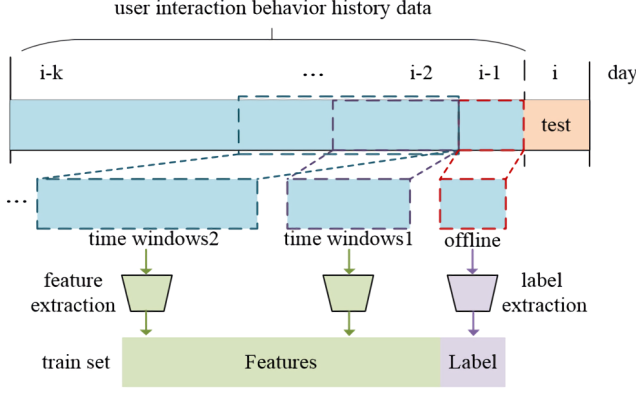 user interaction behavior history data
i-k ... i-2 i-1 i day
test
...
time windows2 time windows1 offline
feature extraction
label extraction
train set Features Label